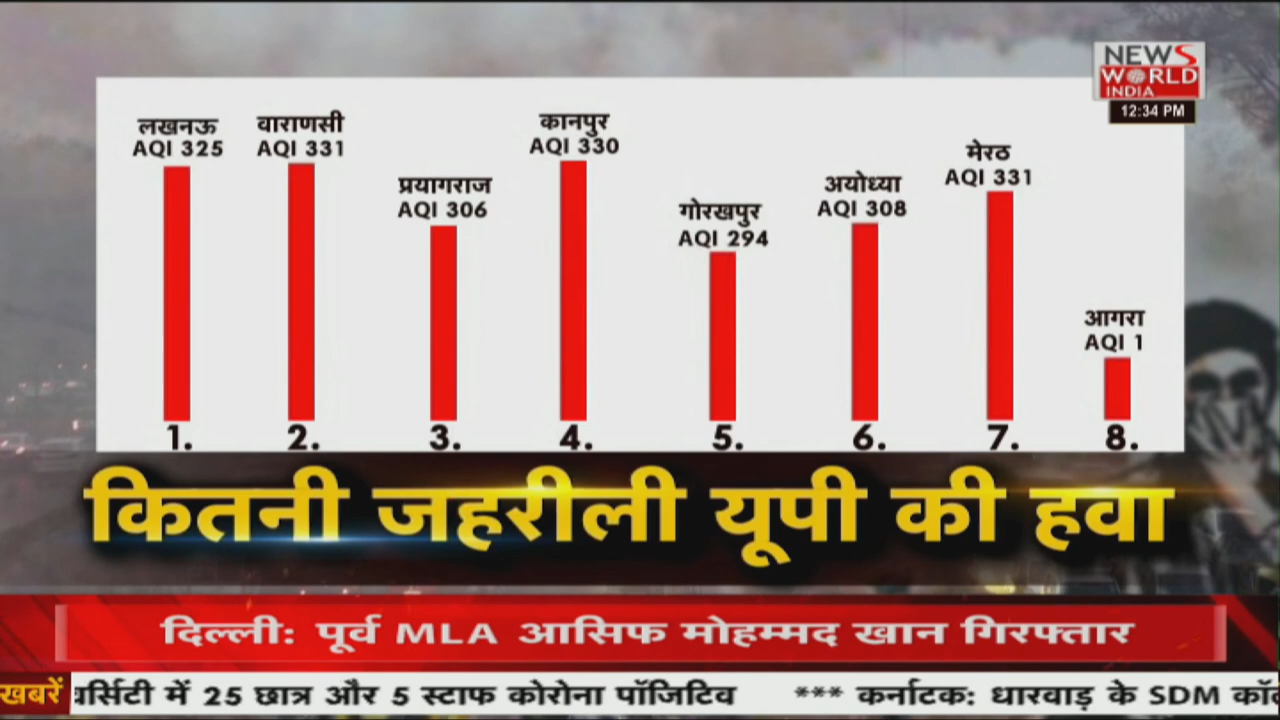 NEWS
WORLD
INDIA
12:34 PM
लखनऊ
AQI 325
वाराणसी
AQI 331
प्रयागराज
AQI 306
कानपुर
AQI 330
गोरखपुर
AQI 294
अयोध्या
AQI 308
मेरठ
AQI 331
आगरा
AQI 1
1. 2. 3. 4. 5. 6. 7. 8.
कितनी जहरीली यूपी की हवा
दिल्ली: पूर्व MLA आसिफ मोहम्मद खान गिरफ्तार
खबरें र्सिटी में 25 छात्र और 5 स्टाफ कोरोना पॉजिटिव *** कर्नाटक: धारवाड़ के SDM